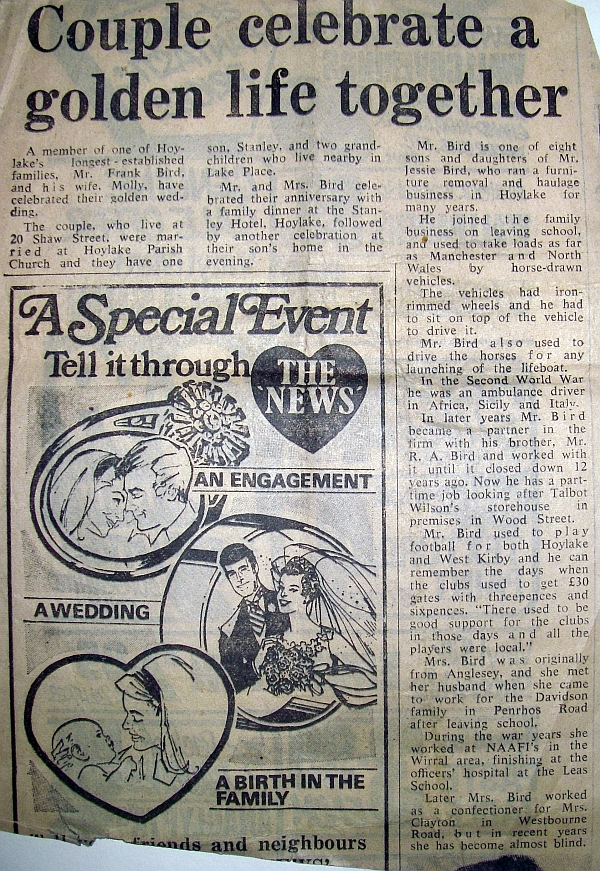 Couple celebrate a
golden life together
A member of one of Hoy-
lake's longest-established
families, Mr. Frank Bird,
and his wife, Molly, have
celebrated their golden wed-
ding.
The couple, who live at
20 Shaw Street, were mar-
ried at Hoylake Parish
Church and they have one
son, Stanley, and two grand-
children who live nearby in
Lake Place.
Mr. and Mrs. Bird cele-
brated their anniversary with
a family dinner at the Stan-
ley Hotel, Hoylake, followed
by another celebration at
their son's home in the
evening.
Mr. Bird is one of eight
sons and daughters of Mr.
Jessie Bird, who ran a furni-
ture removal and haulage
business in Hoylake for
many years.
He joined the family
business on leaving school,
and used to take loads as far
as Manchester and North
Wales by horse-drawn
vehicles.
The vehicles had iron-
rimmed wheels and he had
to sit on top of the vehicle
to drive it.
Mr. Bird also used to
drive the horses for any
launching of the lifeboat.
In the Second World War
he was an ambulance driver
in Africa, Sicily and Italy.
In later years Mr. Bird
became a partner in the
firm with his brother, Mr.
R. A. Bird and worked with
it until it closed down 12
years ago. Now he has a part-
time job looking after Talbot
Wilson's storehouse in
premises in Wood Street.
Mr. Bird used to play
football for both Hoylake
and West Kirby and he can
remember the days when
the clubs used to get £30
gates with threepences and
sixpences. "There used to be
good support for the clubs
in those days and all the
players were local."
Mrs. Bird was originally
from Anglesey, and she met
her husband when she came
to work for the Davidson
family in Penrhos Road
after leaving school.
During the war years she
worked at NAAFI's in the
Wirral area, finishing at the
officers' hospital at the Leas
School.
Later Mrs. Bird worked
as a confectioner for Mrs.
Clayton in Westbourne
Road, but in recent years
she has become almost blind.
A Special Event
Tell it through
THE
'NEWS'
AN ENGAGEMENT
A WEDDING
A BIRTH IN THE
FAMILY
friends and neighbours